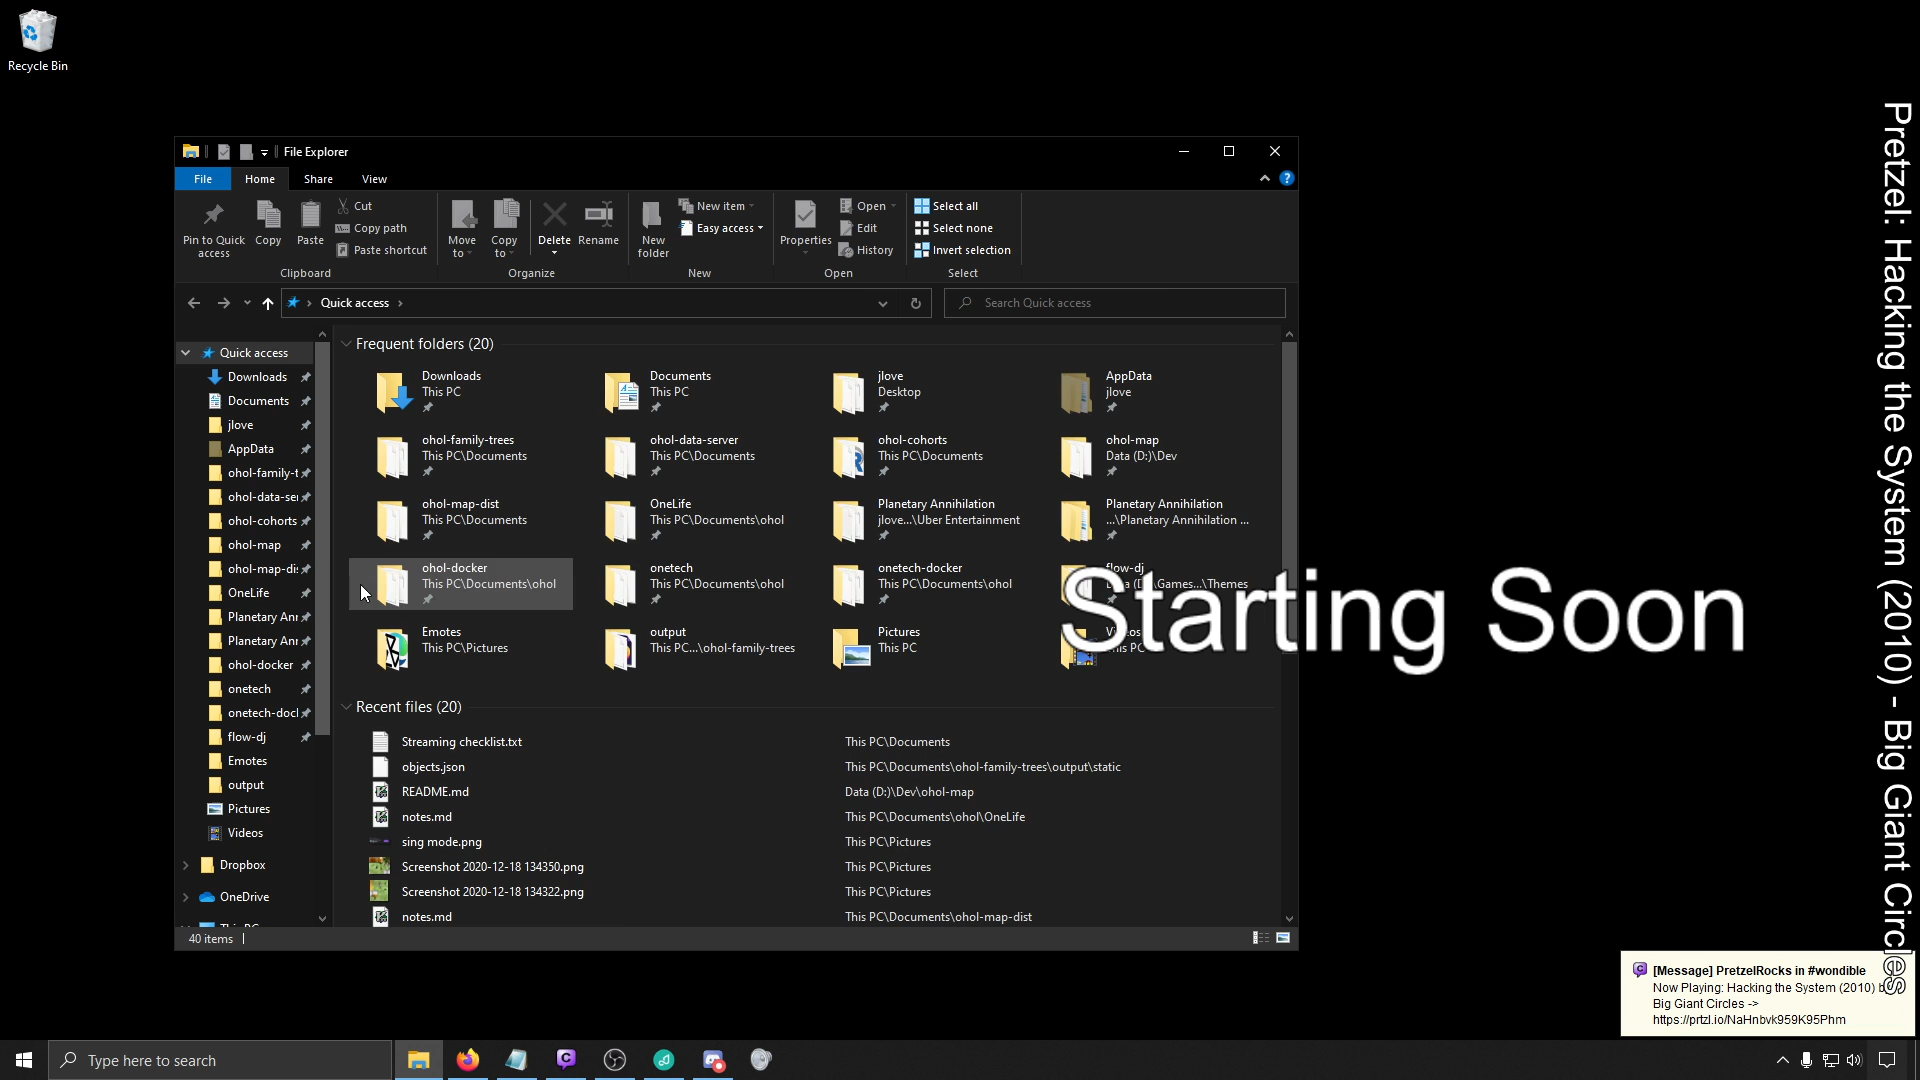 Recycle Bin
File Explorer
File
Home
Share
View
Pin to Quick access
Copy
Paste
Cut
Copy path
Paste shortcut
Clipboard
Move to
Copy to
Delete
Rename
Organize
New folder
New item
Easy access
New
Properties
Open
Edit
History
Open
Select all
Select none
Invert selection
Select
Quick access
Search Quick access
Quick access
Downloads
Documents
jlove
AppData
ohol-family-t
ohol-data-sei
ohol-cohorts
ohol-map
ohol-map-di
OneLife
Planetary Ann
Planetary Ann
ohol-docker
onetech
onetech-docl
flow-dj
Emotes
output
Pictures
Videos
Dropbox
OneDrive
This PC
40 items
Frequent folders (20)
Downloads
This PC
Documents
This PC
jlove
Desktop
AppData
jlove
ohol-family-trees
This PC\Documents
ohol-data-server
This PC\Documents
ohol-cohorts
This PC\Documents
ohol-map
Data (D:)\Dev
ohol-map-dist
This PC\Documents
OneLife
This PC\Documents\ohol
Planetary Annihilation
jlove...\Uber Entertainment
Planetary Annihilation
...\Planetary Annihilation ...
ohol-docker
This PC\Documents\ohol
onetech
This PC\Documents\ohol
onetech-docker
This PC\Documents\ohol
flow-dj
Data (D:)\Games...\Themes
Emotes
This PC\Pictures
output
This PC...\ohol-family-trees
Pictures
This PC
Videos
This PC
Starting Soon
Recent files (20)
Streaming checklist.txt This PC\Documents
objects.json This PC\Documents\ohol-family-trees\output\static
README.md Data (D:)\Dev\ohol-map
notes.md This PC\Documents\ohol\OneLife
sing mode.png This PC\Pictures
Screenshot 2020-12-18 134350.png This PC\Pictures
Screenshot 2020-12-18 134322.png This PC\Pictures
notes.md This PC\Documents\ohol-map-dist
Pretzel: Hacking the System (2010) - Big Giant Circles
[Message] PretzelRocks in #wondible
Now Playing: Hacking the System (2010) b
Big Giant Circles ->
https://prtzl.io/NaHnbvk959K95Phm
Type here to search